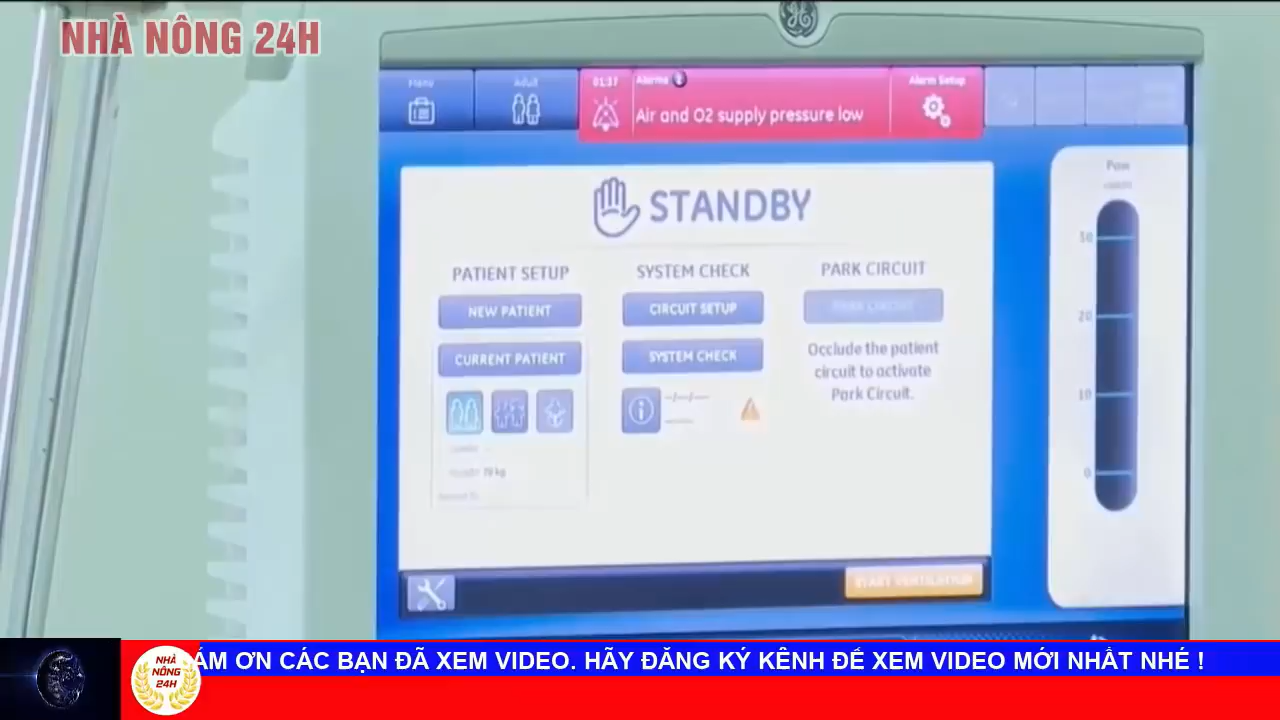 NHÀ NÔNG 24H
Menu
Adult
01:37
Alarms
Alarm Setup
Air and O2 supply pressure low
STANDBY
PATIENT SETUP
SYSTEM CHECK
PARK CIRCUIT
NEW PATIENT
CIRCUIT SETUP
PARK CIRCUIT
CURRENT PATIENT
SYSTEM CHECK
Occlude the patient
circuit to activate
Park Circuit.
70 kg
START VENTILATION
Paw
30
20
10
0
GE
ÁM ƠN CÁC BẠN ĐÃ XEM VIDEO. HÃY ĐĂNG KÝ KÊNH ĐỂ XEM VIDEO MỚI NHẤT NHÉ !
NHÀ
NÔNG
24H